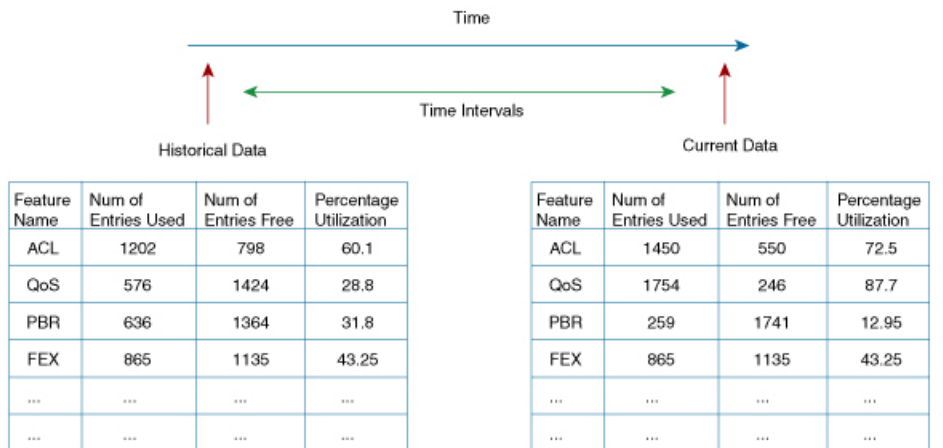 Time
Time Intervals
Historical Data
Current Data
Feature Name Num of Entries Used Num of Entries Free Percentage Utilization
ACL 1202 798 60.1
QoS 576 1424 28.8
PBR 636 1364 31.8
FEX 865 1135 43.25
... ... ... ...
... ... ... ...
Feature Name Num of Entries Used Num of Entries Free Percentage Utilization
ACL 1450 550 72.5
QoS 1754 246 87.7
PBR 259 1741 12.95
FEX 865 1135 43.25
... ... ... ...
... ... ... ...